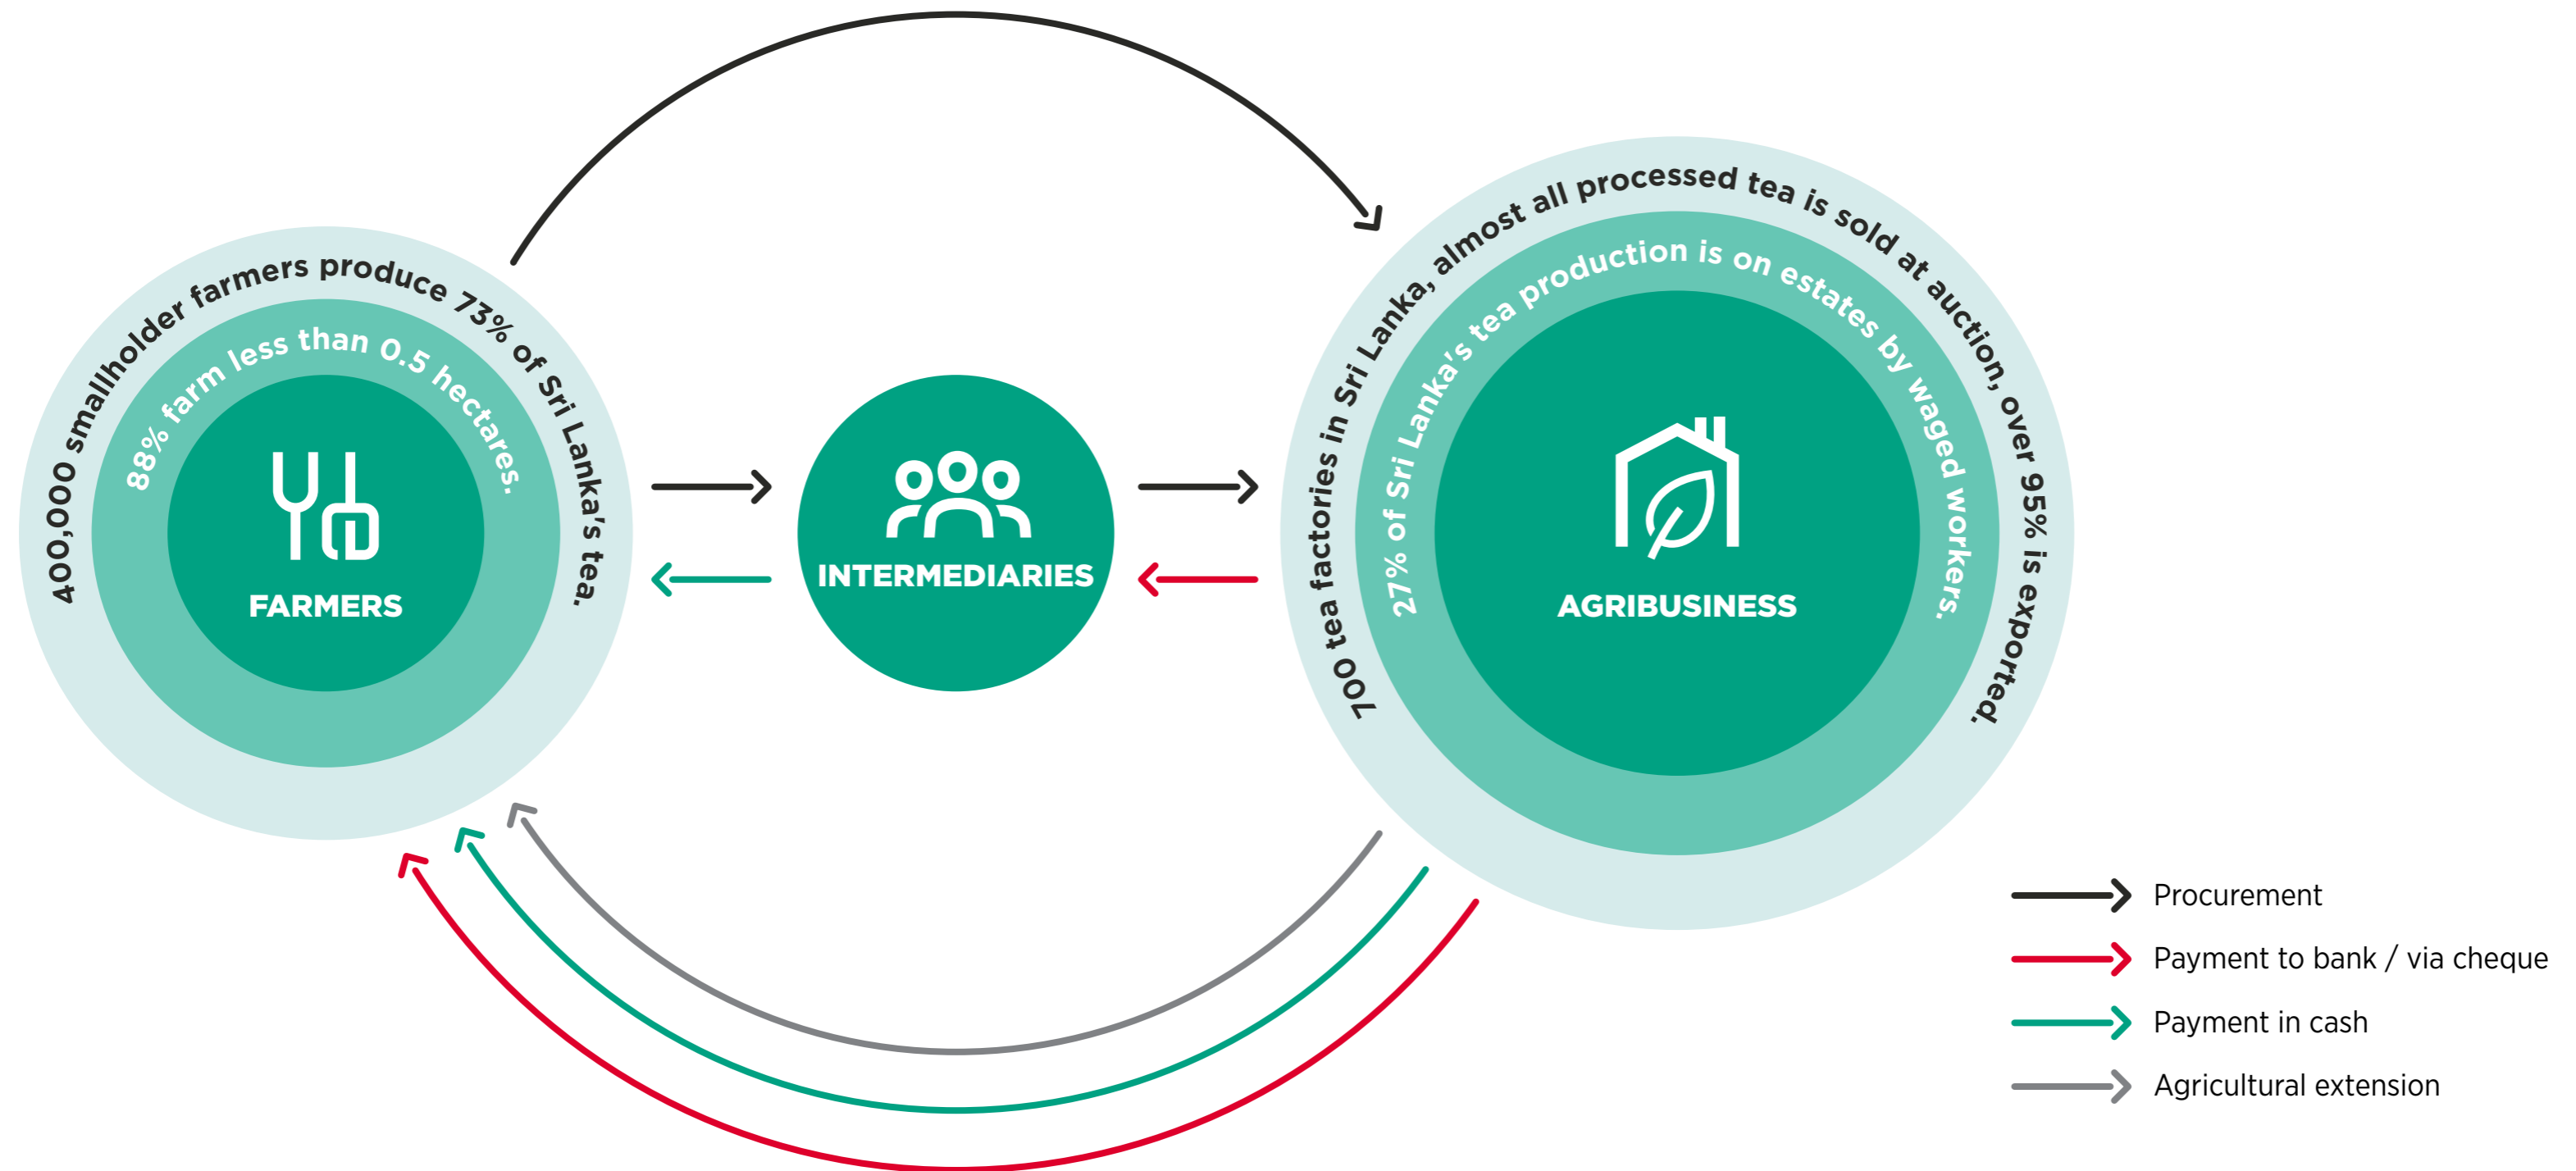 400,000 smallholder farmers produce 73% of Sri Lanka's tea.
88% farm less than 0.5 hectares.
FARMERS
INTERMEDIARIES
700 tea factories in Sri Lanka, almost all processed tea is sold at auction, over 95% is exported.
27% of Sri Lanka's tea production is on estates by waged workers.
AGRIBUSINESS
Procurement
Payment to bank / via cheque
Payment in cash
Agricultural extension